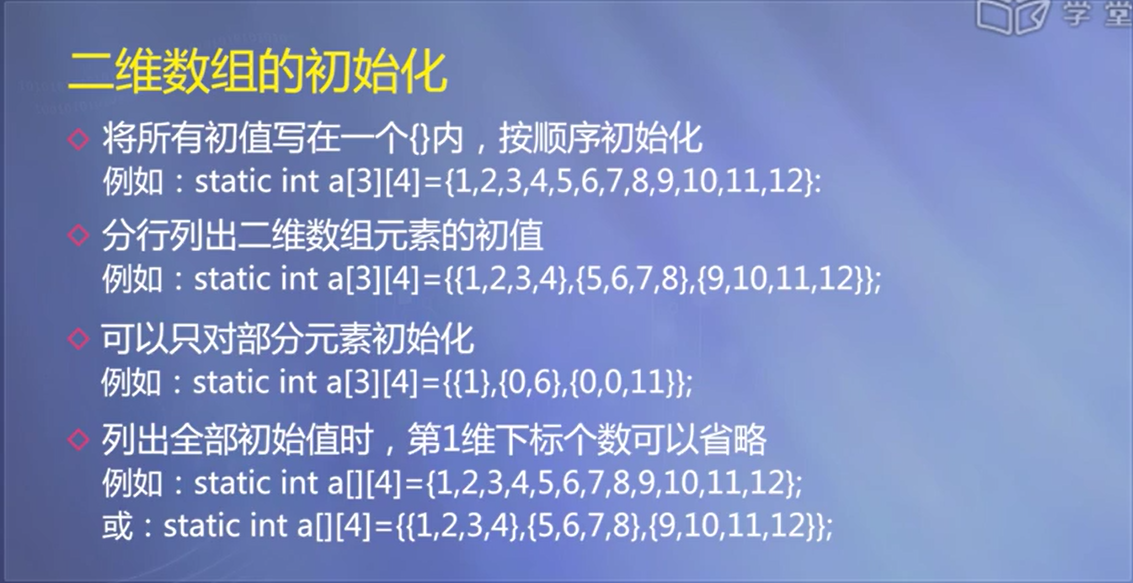 学堂
二维数组的初始化
将所有初值写在一个{}内，按顺序初始化
例如：static int a[3][4]={1,2,3,4,5,6,7,8,9,10,11,12}:
分行列出二维数组元素的初值
例如：static int a[3][4]={{1,2,3,4},{5,6,7,8},{9,10,11,12}};
可以只对部分元素初始化
例如：static int a[3][4]={{1},{0,6},{0,0,11}};
列出全部初始值时，第1维下标个数可以省略
例如：static int a[][4]={1,2,3,4,5,6,7,8,9,10,11,12};
或：static int a[][4]={{1,2,3,4},{5,6,7,8},{9,10,11,12}};